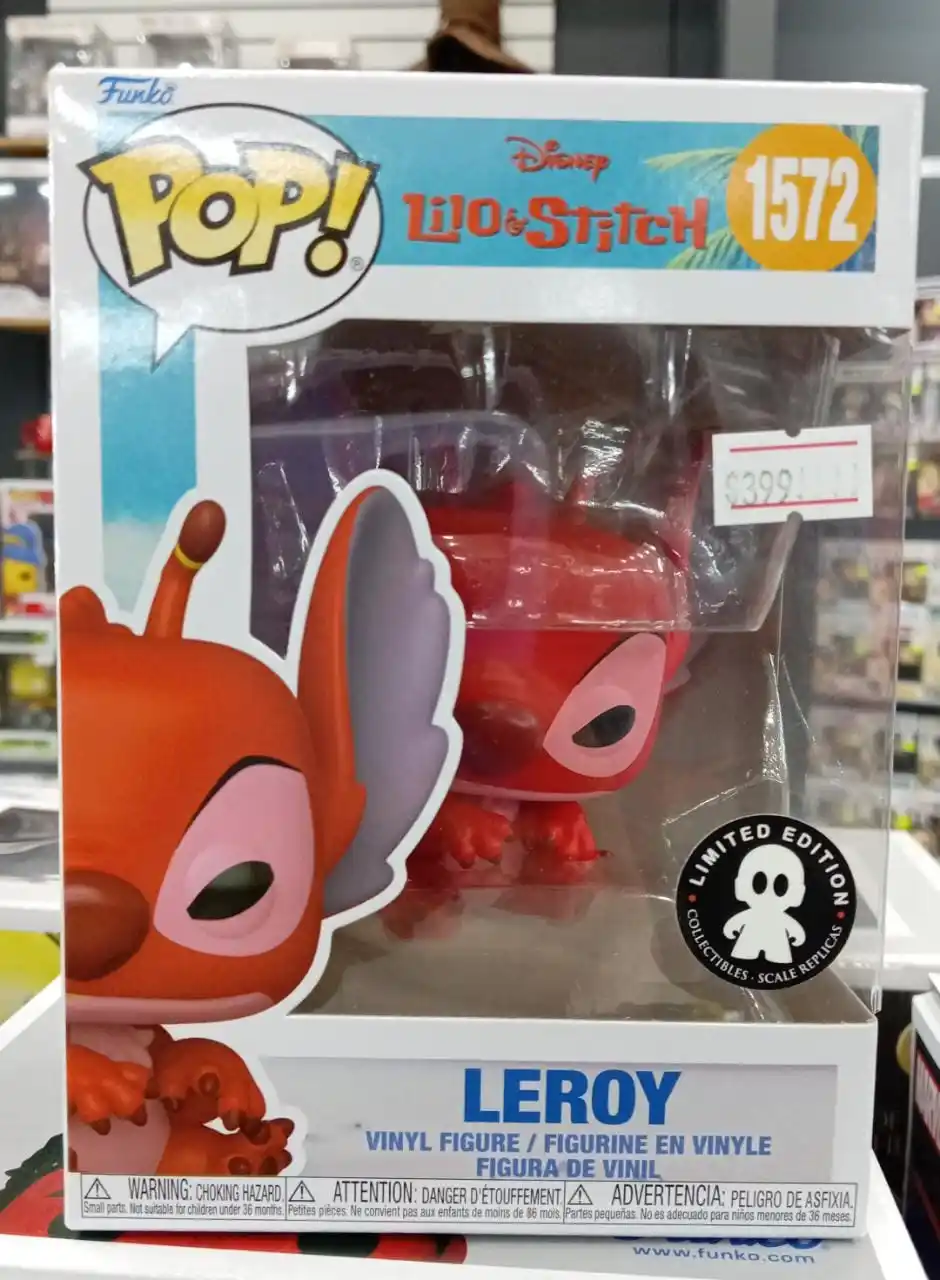 Funko
POP!®
Disney
Lilo & Stitch
1572
$399
LIMITED EDITION
COLLECTIBLES · SCALE REPLICAS
LEROY
VINYL FIGURE / FIGURINE EN VINYLE
FIGURA DE VINIL
WARNING: CHOKING HAZARD.
Small parts. Not suitable for children under 36 months.
ATTENTION: DANGER D'ÉTOUFFEMENT.
Petites pièces. Ne convient pas aux enfants de moins de 36 mois.
ADVERTENCIA: PELIGRO DE ASFIXIA.
Partes pequeñas. No es adecuado para niños menores de 36 meses.
www.funko.com